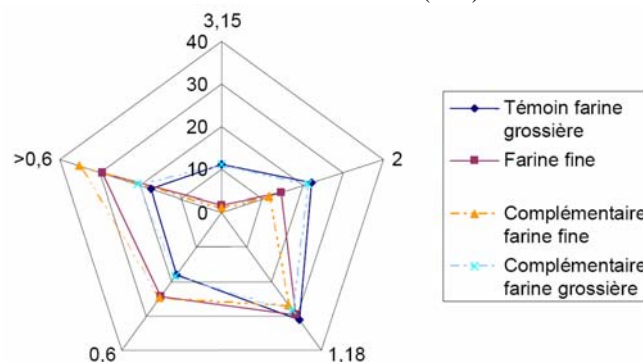 3,15
40
30
20
10
0
2
1,18
0,6
>0,6
Témoin farine
grossière
Farine fine
Complémentaire
farine fine
Complémentaire
farine grossière